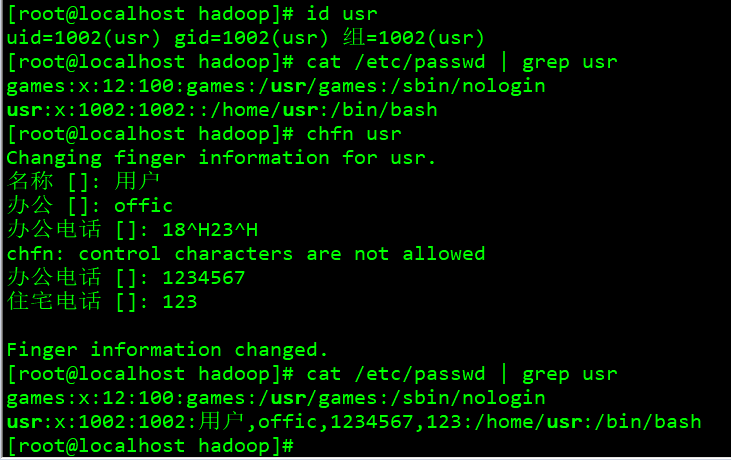 [root@localhost hadoop]# id usr
uid=1002(usr) gid=1002(usr) 组=1002(usr)
[root@localhost hadoop]# cat /etc/passwd | grep usr
games:x:12:100:games:/usr/games:/sbin/nologin
usr:x:1002:1002::/home/usr:/bin/bash
[root@localhost hadoop]# chfn usr
Changing finger information for usr.
名称 []: 用户
办公 []: offic
办公电话 []: 18^H23^H
chfn: control characters are not allowed
办公电话 []: 1234567
住宅电话 []: 123
Finger information changed.
[root@localhost hadoop]# cat /etc/passwd | grep usr
games:x:12:100:games:/usr/games:/sbin/nologin
usr:x:1002:1002:用户,offic,1234567,123:/home/usr:/bin/bash
[root@localhost hadoop]#